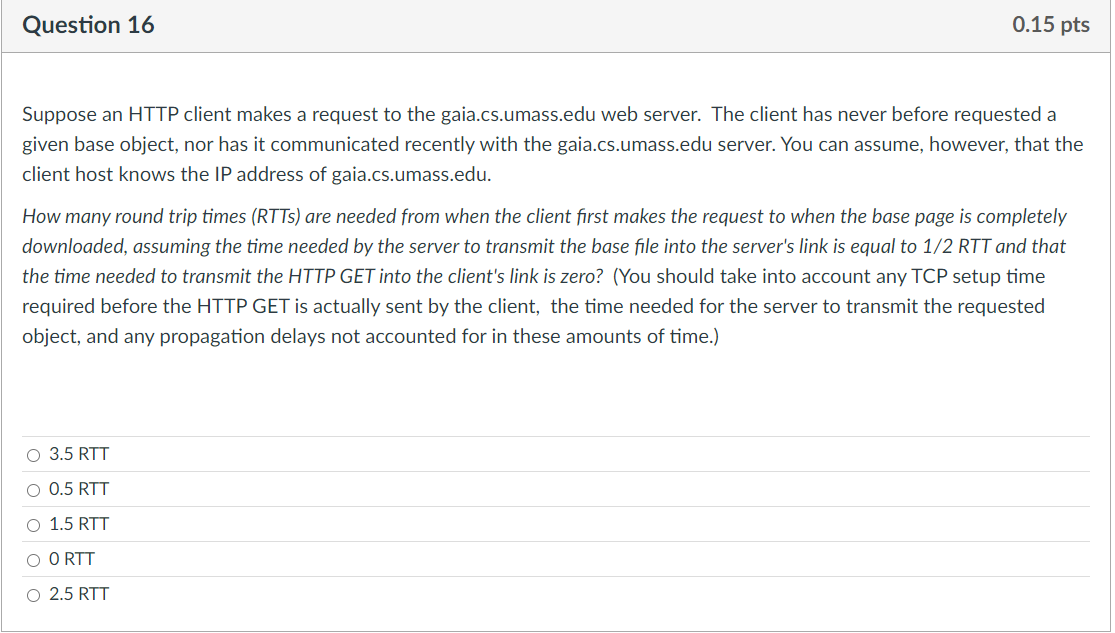 Question 16
0.15 pts
Suppose an HTTP client makes a request to the gaia.cs.umass.edu web server.  The client has never before requested a
given base object, nor has it communicated recently with the gaia.cs.umass.edu server. You can assume, however, that the
client host knows the IP address of gaia.cs.umass.edu.
How many round trip times (RTTs) are needed from when the client first makes the request to when the base page is completely
downloaded, assuming the time needed by the server to transmit the base file into the server's link is equal to 1/2 RTT and that
the time needed to transmit the HTTP GET into the client's link is zero?  (You should take into account any TCP setup time
required before the HTTP GET is actually sent by the client,  the time needed for the server to transmit the requested
object, and any propagation delays not accounted for in these amounts of time.)
3.5 RTT
0.5 RTT
1.5 RTT
0 RTT
2.5 RTT